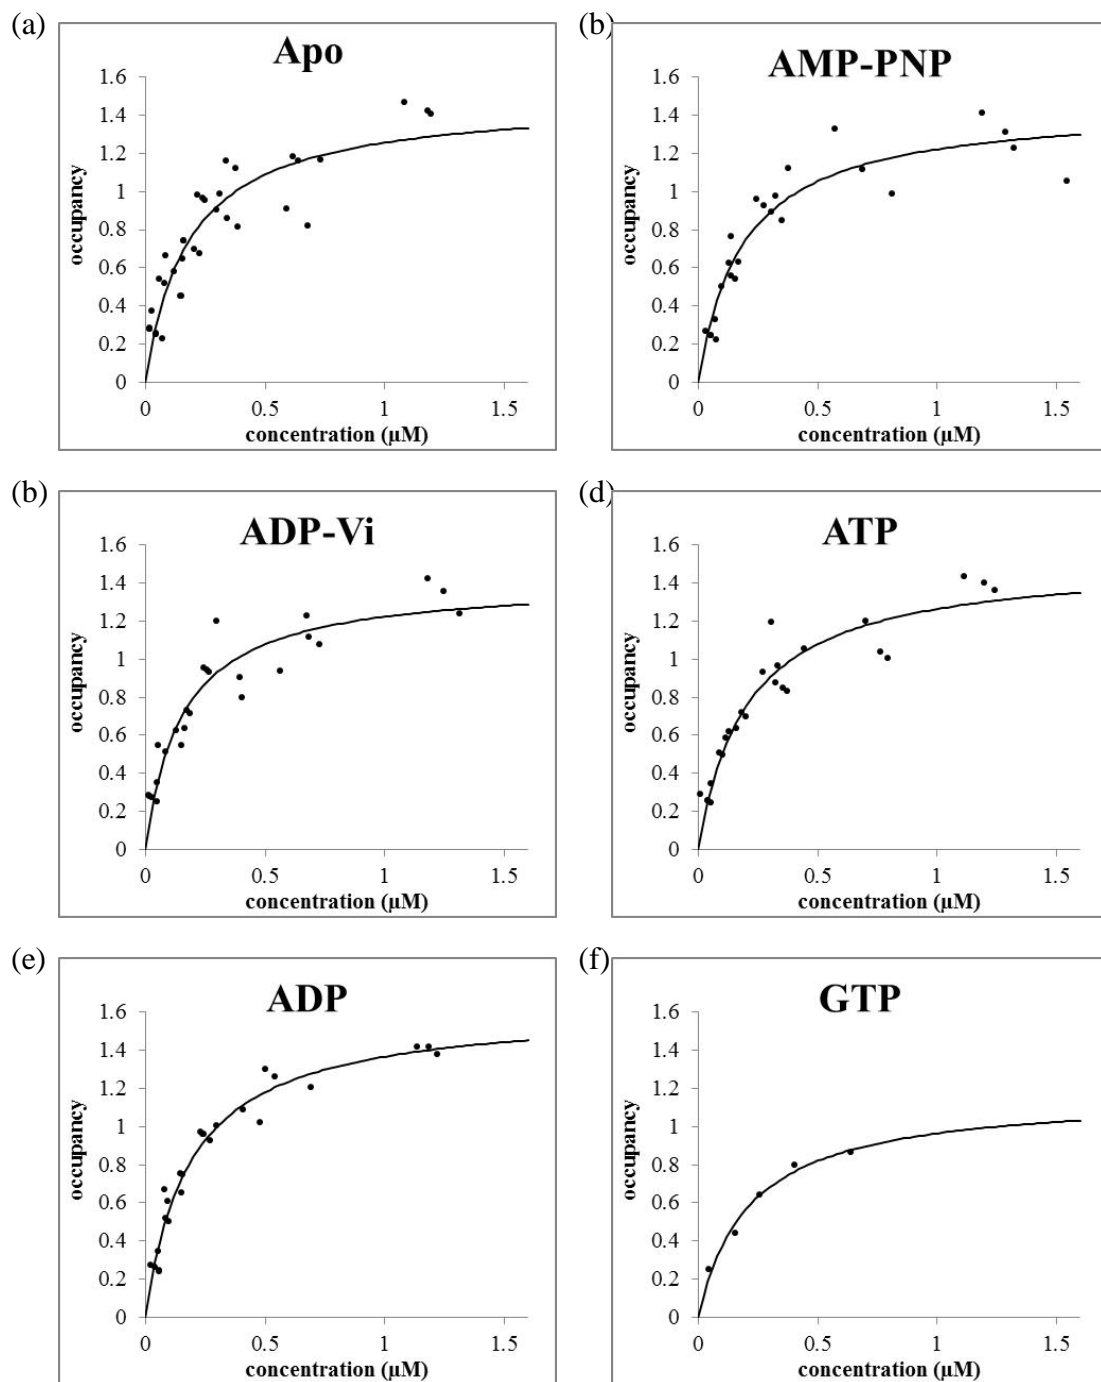 (a)
Apo
1.6
1.4
1.2
1
0.8
0.6
0.4
0.2
0
occupancy
0 0.5 1 1.5
concentration (μM)
(b)
AMP-PNP
1.6
1.4
1.2
1
0.8
0.6
0.4
0.2
0
occupancy
0 0.5 1 1.5
concentration (μM)
(b)
ADP-Vi
1.6
1.4
1.2
1
0.8
0.6
0.4
0.2
0
occupancy
0 0.5 1 1.5
concentration (μM)
(d)
ATP
1.6
1.4
1.2
1
0.8
0.6
0.4
0.2
0
occupancy
0 0.5 1 1.5
concentration (μM)
(e)
ADP
1.6
1.4
1.2
1
0.8
0.6
0.4
0.2
0
occupancy
0 0.5 1 1.5
concentration (μM)
(f)
GTP
1.6
1.4
1.2
1
0.8
0.6
0.4
0.2
0
occupancy
0 0.5 1 1.5
concentration (μM)